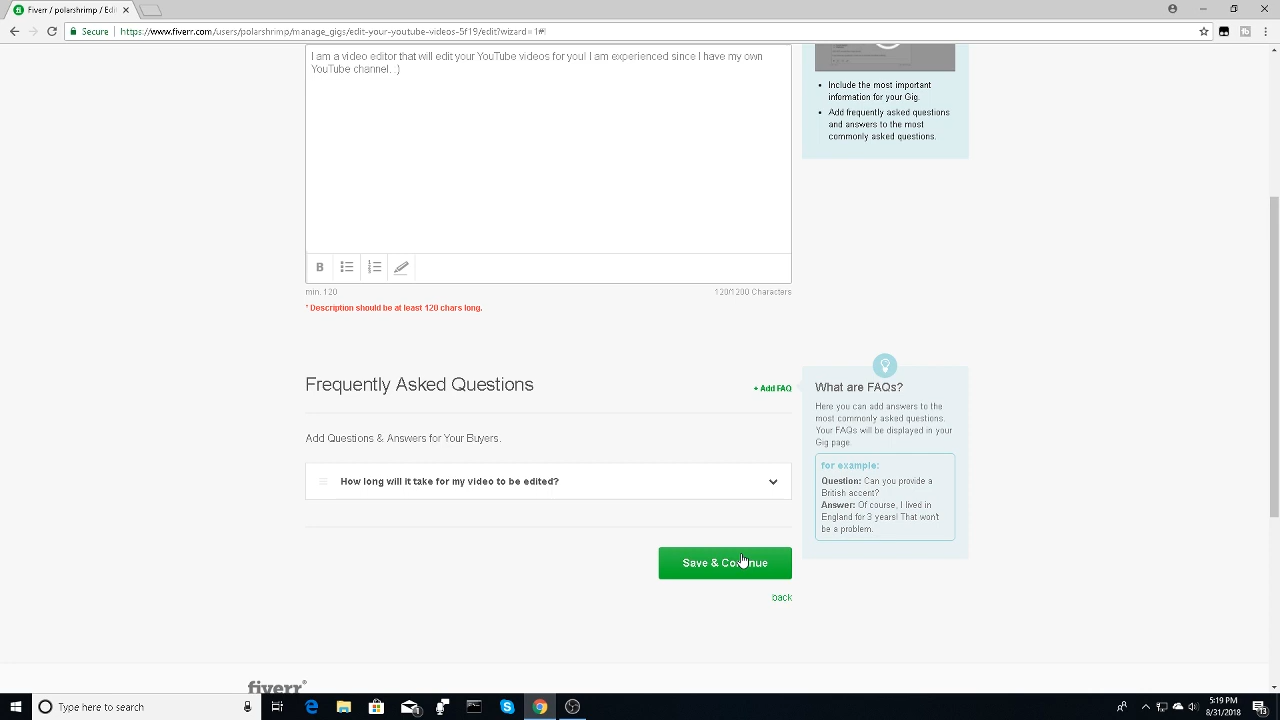 Fiverr / polarshrimp / Edi
Secure
https://www.fiverr.com/users/polarshrimp/manage_gigs/edit-your-youtube-videos-5f19/edit?wizard=1#
I am a video editor that will edit your YouTube videos for you! I am experienced since I have my own
YouTube channel. :)
B
min. 120
120/1200 Characters
* Description should be at least 120 chars long.
Include the most important
information for your Gig.
Add frequently asked questions
and answers to the most
commonly asked questions.
Frequently Asked Questions
+ Add FAQ
Add Questions & Answers for Your Buyers.
How long will it take for my video to be edited?
Save & Continue
back
What are FAQs?
Here you can add answers to the
most commonly asked questions.
Your FAQs will be displayed in your
Gig page.
for example:
Question: Can you provide a
British accent?
Answer: Of course, I lived in
England for 3 years! That won't
be a problem.
fiverr®
Type here to search
5:19 PM
8/31/2018